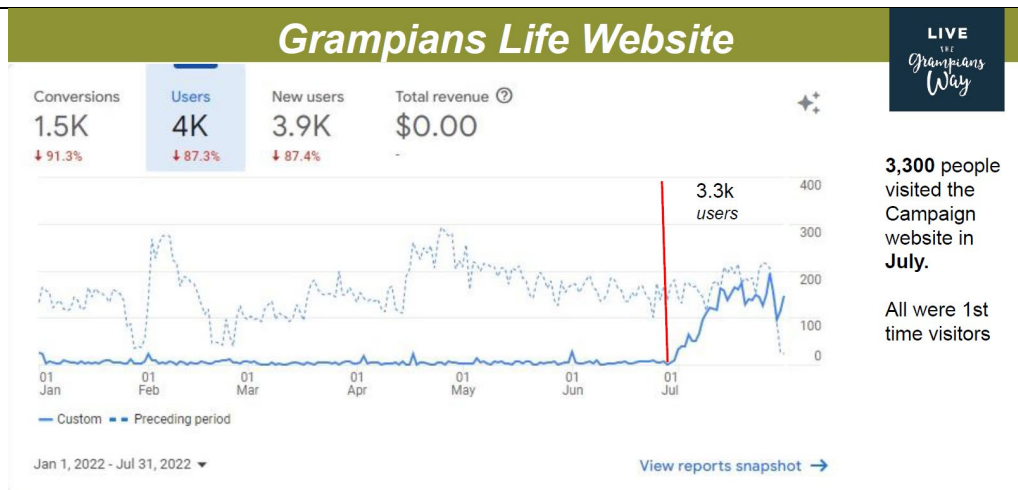 Grampians Life Website
LIVE
THE
Grampians
Way
Conversions
1.5K
↓ 91.3%
Users
4K
↓ 87.3%
New users
3.9K
↓ 87.4%
Total revenue
$0.00
-
3.3k
users
400
300
200
100
0
01
Jan
01
Feb
01
Mar
01
Apr
01
May
01
Jun
01
Jul
Custom
Preceding period
Jan 1, 2022 - Jul 31, 2022
View reports snapshot →
3,300 people
visited the
Campaign
website in
July.
All were 1st
time visitors